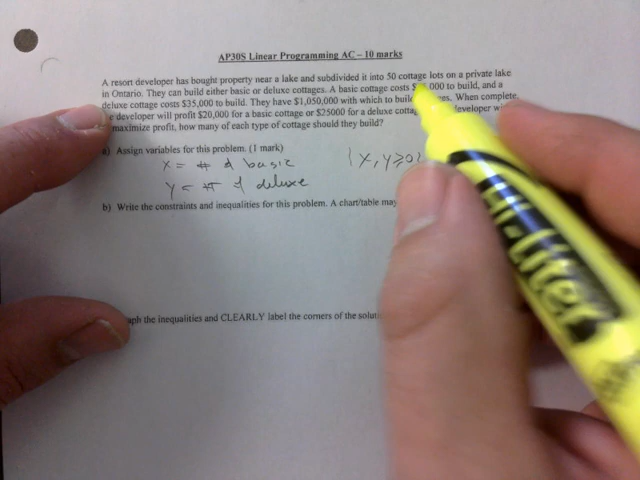 AP30S Linear Programming AC – 10 marks
A resort developer has bought property near a lake and subdivided it into 50 cottage lots on a private lake
in Ontario. They can build either basic or deluxe cottages. A basic cottage costs $ ,000 to build, and a
deluxe cottage costs $35,000 to build. They have $1,050,000 with which to build When complete,
developer will profit $20,000 for a basic cottage or $25000 for a deluxe developer
maximize profit, how many of each type of cottage should they build?
a) Assign variables for this problem. (1 mark)
x = # of basic
x, y ≥ 0
y = # of deluxe
b) Write the constraints and inequalities for this problem. A chart/table may
the inequalities and CLEARLY label the corners of the
Hi-Liter